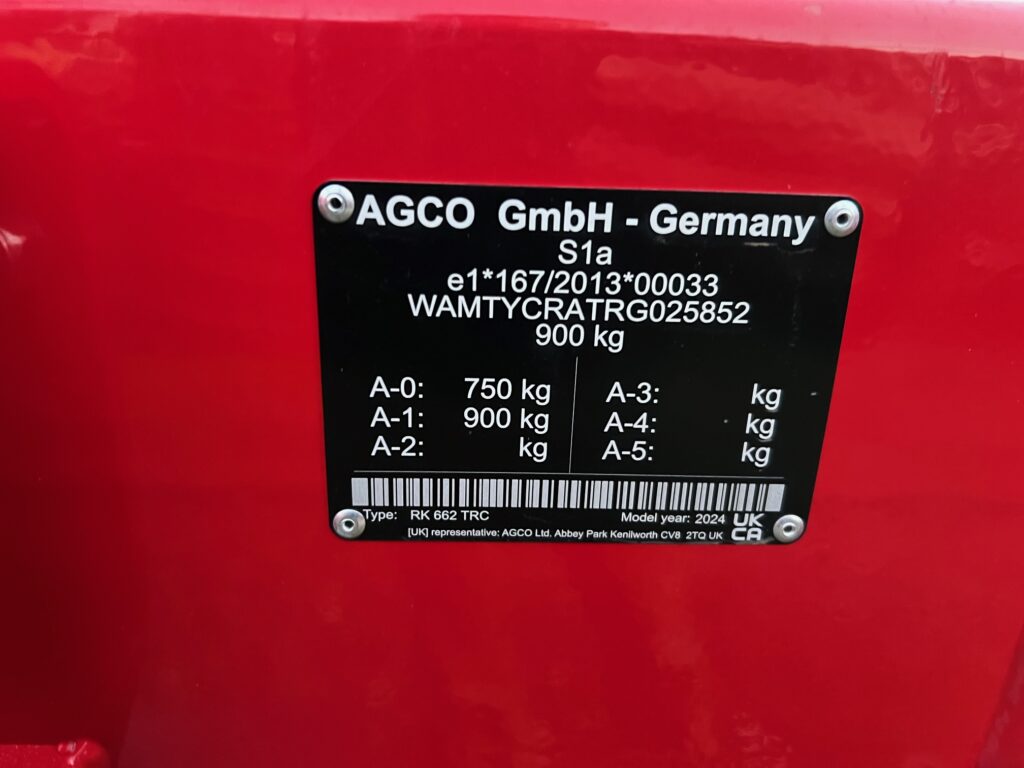 AGCO GmbH - Germany
S1a
e1*167/2013*00033
WAMTYCRATRG025852
900 kg
A-0: 750 kg A-3: kg
A-1: 900 kg A-4: kg
A-2: kg A-5: kg
Type: RK 662 TRC Model year: 2024 UK
[UK] representative: AGCO Ltd. Abbey Park Kenilworth CV8 2TQ UK CA